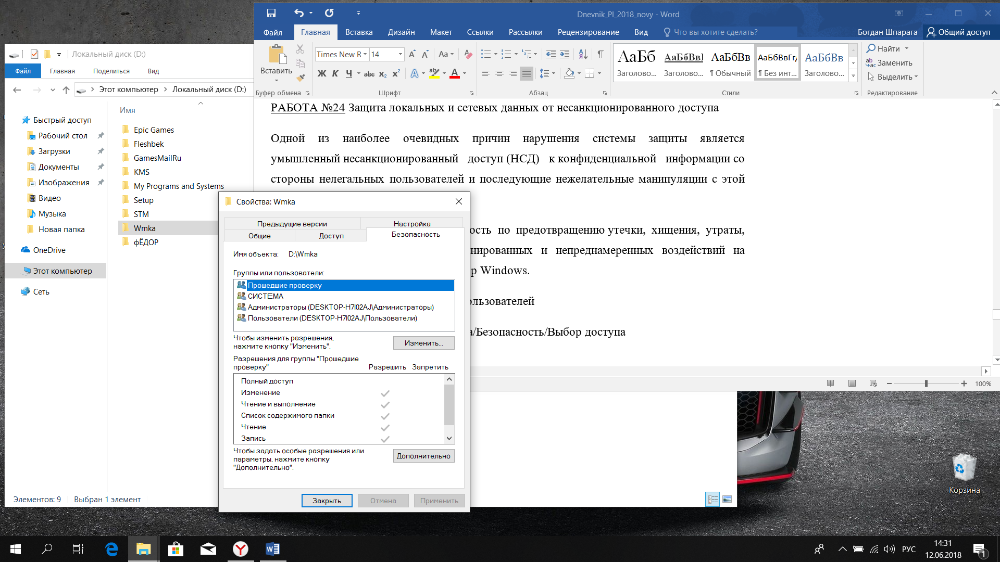 Dnevnik_PI_2018_novy - Word
Файл
Главная
Вставка
Дизайн
Макет
Ссылки
Рассылки
Рецензирование
Вид
Что вы хотите сделать?
Богдан Шпарага
Общий доступ
Вставить
Буфер обмена
Times New R
14
Aa
Ж К Ч abc x₂ x²
Шрифт
Абзац
АаБб
АаБбВвІ
АаБбВв
АаБбВвГг,
АаБбВв
Заголово...
Заголово...
¶ Обычный
¶ Без инт...
Заголово...
Стили
Найти
Заменить
Выделить
Редактирование
РАБОТА №24 Защита локальных и сетевых данных от несанкционированного доступа
Одной из наиболее очевидных причин нарушения системы защиты является
умышленный несанкционированный доступ (НСД) к конфиденциальной информации со
стороны нелегальных пользователей и последующие нежелательные манипуляции с этой
ость по предотвращению утечки, хищения, утраты,
нированных и непреднамеренных воздействий на
р Windows.
ользователей
а/Безопасность/Выбор доступа
100%
Локальный диск (D:)
Файл
Главная
Поделиться
Вид
Этот компьютер
Локальный диск (D:)
Быстрый доступ
Рабочий стол
Загрузки
Документы
Изображения
Видео
Музыка
Новая папка
OneDrive
Этот компьютер
Сеть
Имя
Epic Games
Fleshbek
GamesMailRu
KMS
My Programs and Systems
Setup
STM
Wmka
фЁДОР
Элементов: 9
Выбран 1 элемент
Свойства: Wmka
Предыдущие версии
Настройка
Общие
Доступ
Безопасность
Имя объекта: D:\Wmka
Группы или пользователи:
Прошедшие проверку
СИСТЕМА
Администраторы (DESKTOP-H7I02AJ\Администраторы)
Пользователи (DESKTOP-H7I02AJ\Пользователи)
Чтобы изменить разрешения,
нажмите кнопку "Изменить".
Изменить...
Разрешения для группы "Прошедшие
проверку"
Разрешить
Запретить
Полный доступ
Изменение
Чтение и выполнение
Список содержимого папки
Чтение
Запись
Чтобы задать особые разрешения или
параметры, нажмите кнопку
"Дополнительно".
Дополнительно
Закрыть
Отмена
Применить
Корзина
РУС
14:31
12.06.2018
1